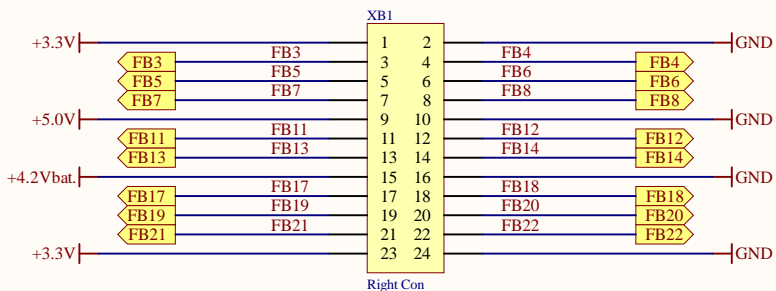 XB1
+3.3V 1 2 GND
FB3 FB3 3 4 FB4 FB4
FB5 FB5 5 6 FB6 FB6
FB7 FB7 7 8 FB8 FB8
+5.0V 9 10 GND
FB11 FB11 11 12 FB12 FB12
FB13 FB13 13 14 FB14 FB14
+4.2Vbat. 15 16 GND
FB17 FB17 17 18 FB18 FB18
FB19 FB19 19 20 FB20 FB20
FB21 FB21 21 22 FB22 FB22
+3.3V 23 24 GND
Right Con